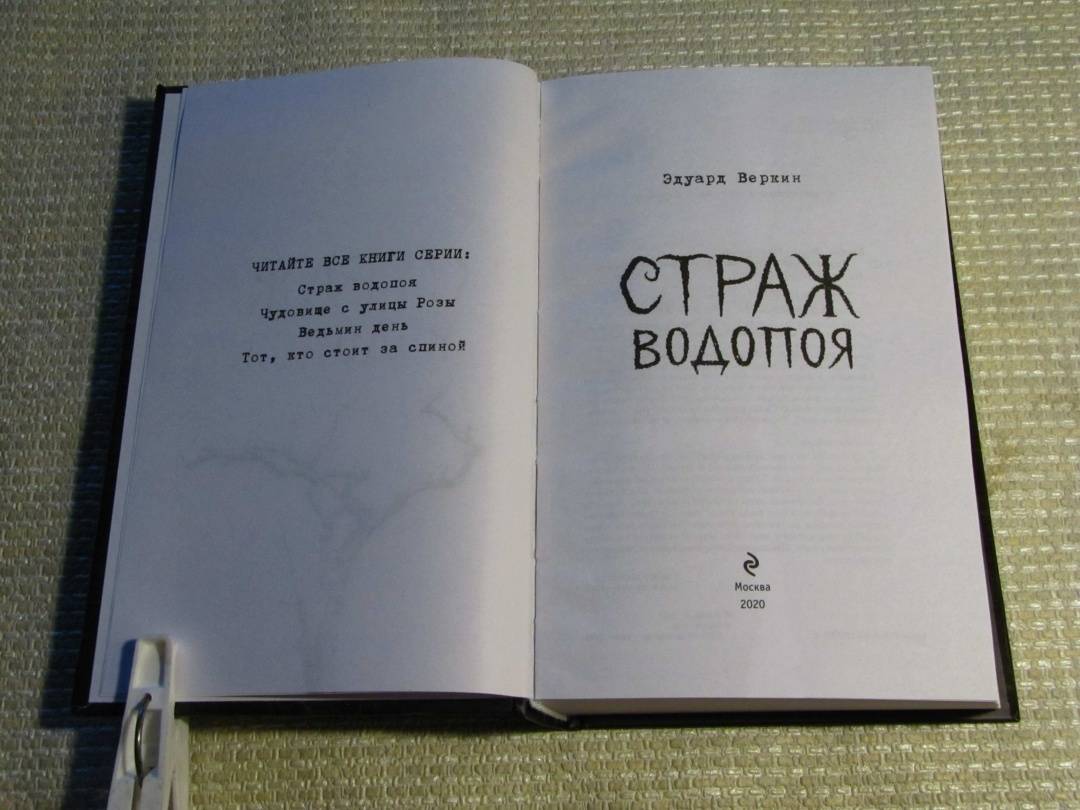 ЧИТАЙТЕ ВСЕ КНИГИ СЕРИИ:
Страж водопоя
Чудовище с улицы Розы
Ведьмин день
Тот, кто стоит за спиной
Эдуард Веркин
СТРАЖ
ВОДОПОЯ
Москва
2020